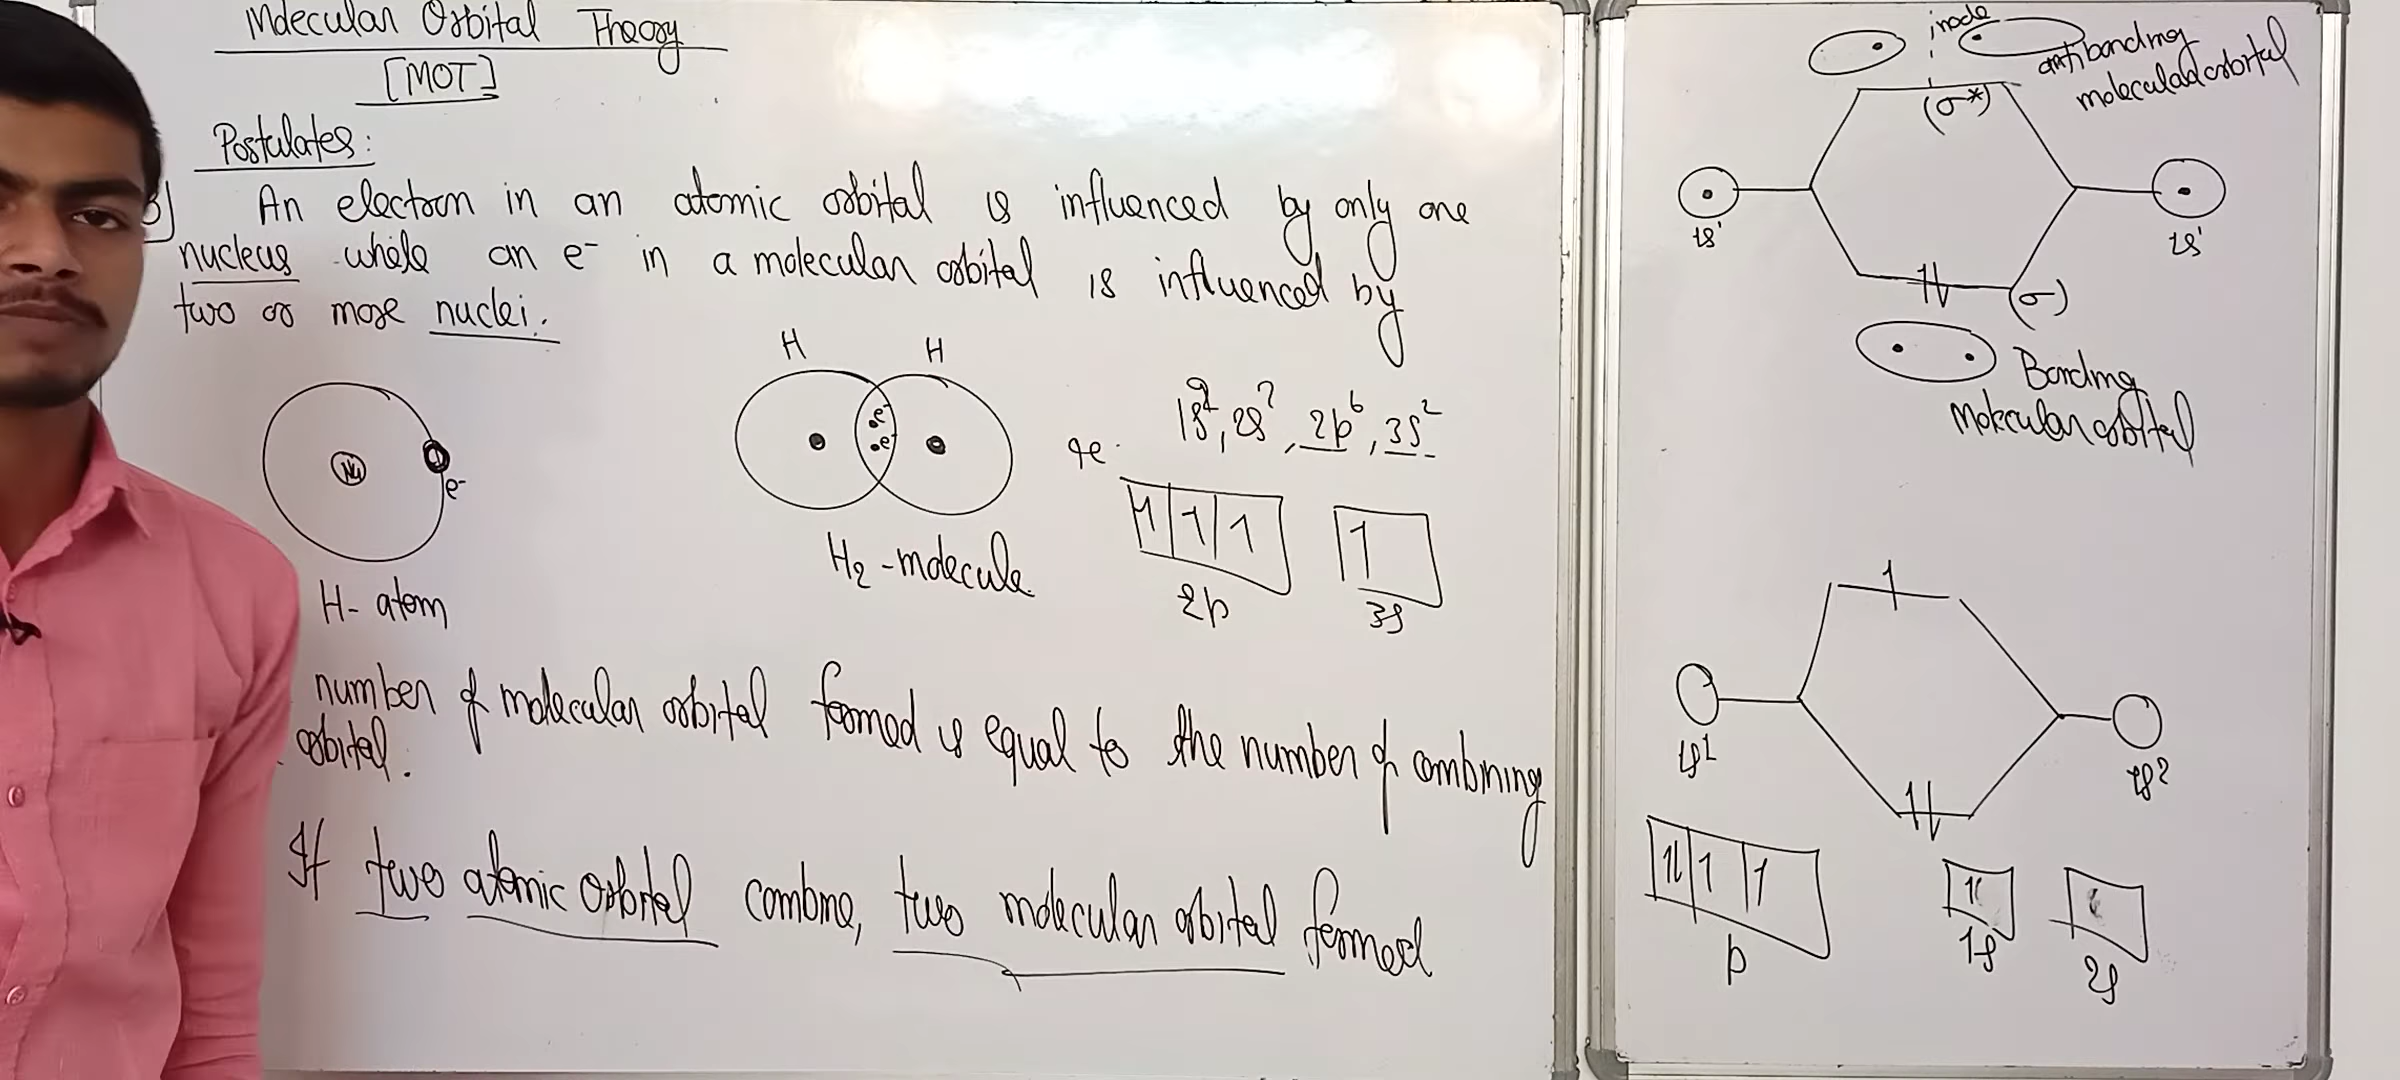 Molecular Orbital Theory
[MOT]
Postulates:
3] An electron in an atomic orbital is influenced by only one
nucleus while an e⁻ in a molecular orbital is influenced by
two or more nuclei.
H H
e⁻
e⁻
Nu
e⁻
H- atom
H₂ -molecule
1s², 2s², 2p⁶, 3s²
2p
3s
number of molecular orbital formed is equal to the number of combining
orbital.
If two atomic orbital combine, two molecular orbital formed
node
antibonding
molecular orbital
(σ*)
1s¹
1s¹
(σ)
Bonding
Molecular orbital
1s¹
1s²
p
1s
2s